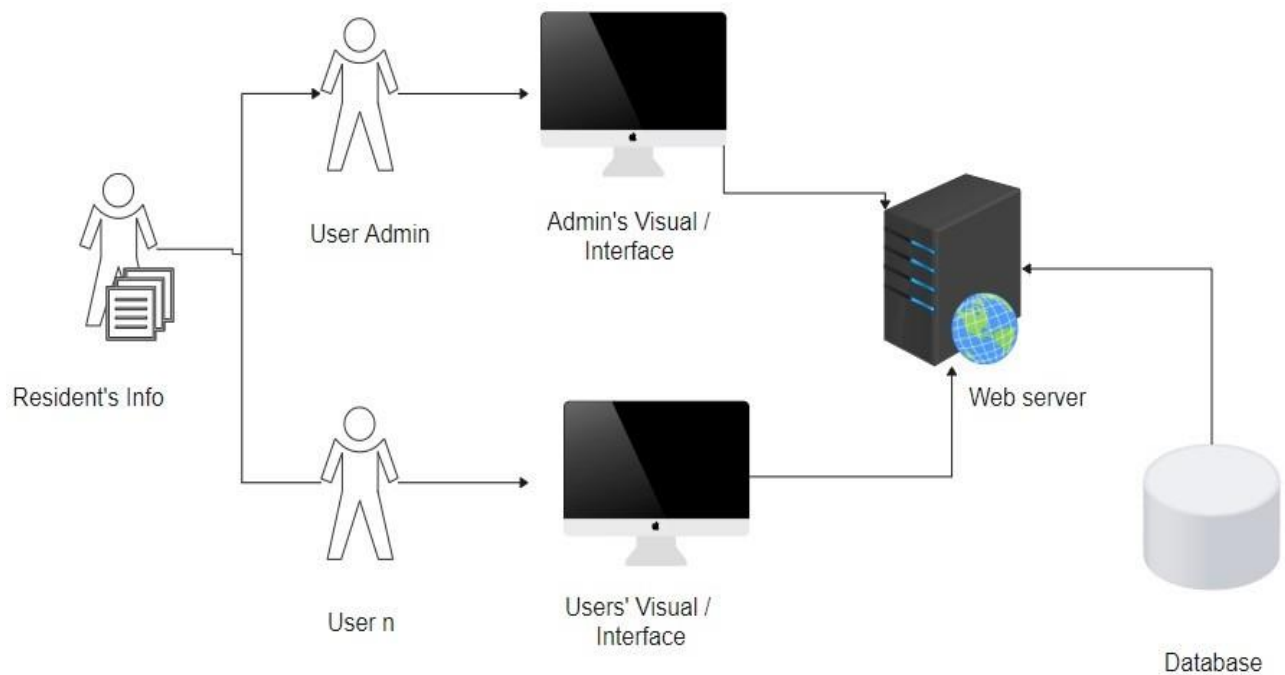 User Admin
Admin's Visual /
Interface
Resident's Info
Web server
User n
Users' Visual /
Interface
Database